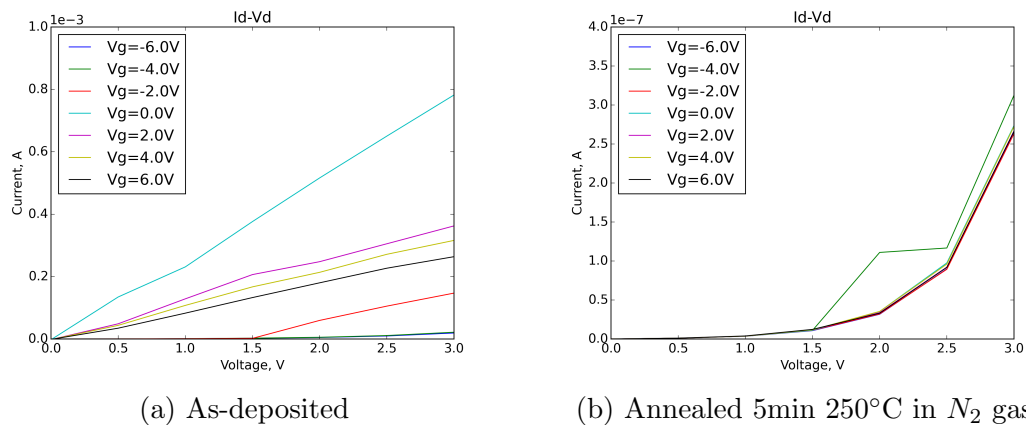 Id-Vd
1e-3
1.0
0.8
0.6
0.4
0.2
0.0
Current, A
Vg=-6.0V
Vg=-4.0V
Vg=-2.0V
Vg=0.0V
Vg=2.0V
Vg=4.0V
Vg=6.0V
0.0 0.5 1.0 1.5 2.0 2.5 3.0
Voltage, V
(a) As-deposited
Id-Vd
1e-7
4.0
3.5
3.0
2.5
2.0
1.5
1.0
0.5
0.0
Current, A
Vg=-6.0V
Vg=-4.0V
Vg=-2.0V
Vg=0.0V
Vg=2.0V
Vg=4.0V
Vg=6.0V
0.0 0.5 1.0 1.5 2.0 2.5 3.0
Voltage, V
(b) Annealed 5min 250°C in N₂ gas